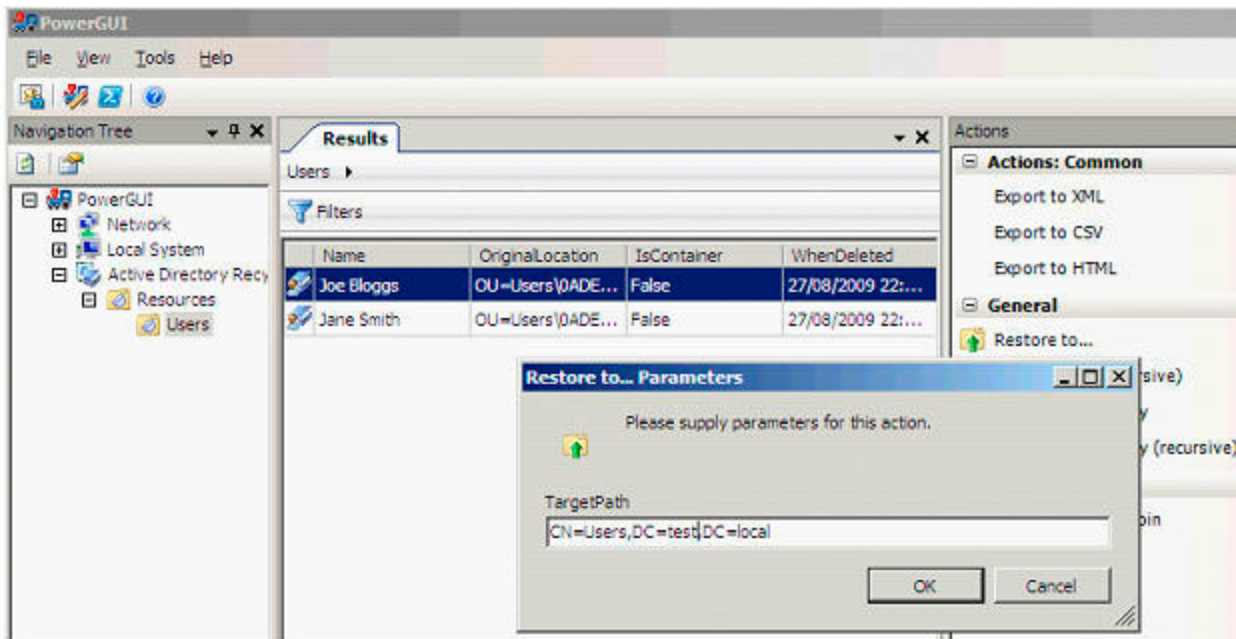 PowerGUI
File View Tools Help
Navigation Tree
PowerGUI
Network
Local System
Active Directory Recy
Resources
Users
Results
Users
Filters
Name OriginalLocation IsContainer WhenDeleted
Joe Bloggs OU=Users\0ADE... False 27/08/2009 22:...
Jane Smith OU=Users\0ADE... False 27/08/2009 22:...
Actions
Actions: Common
Export to XML
Export to CSV
Export to HTML
General
Restore to...
rsive)
y
y (recursive)
oin
Restore to... Parameters
Please supply parameters for this action.
TargetPath
CN=Users,DC=test,DC=local
OK Cancel